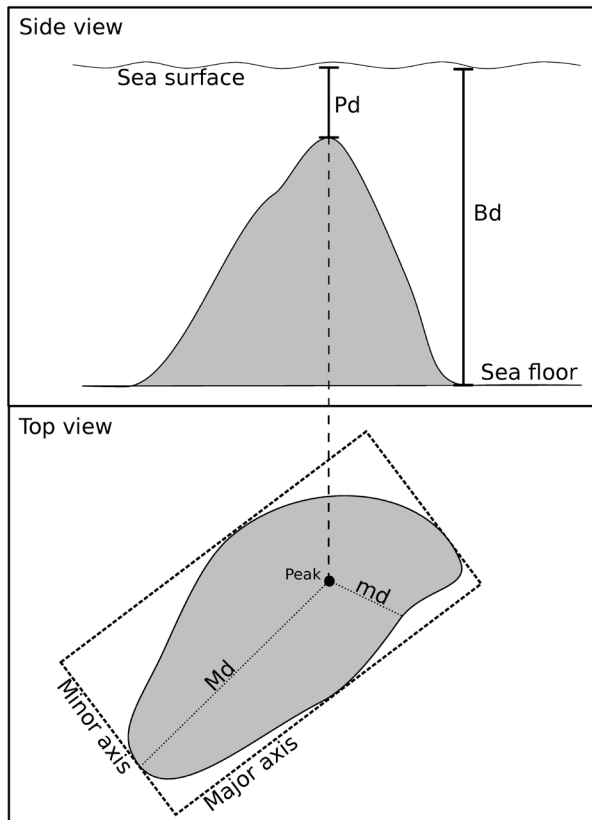 Side view
Sea surface
Pd
Bd
Sea floor
Top view
Peak
md
Md
Minor axis
Major axis